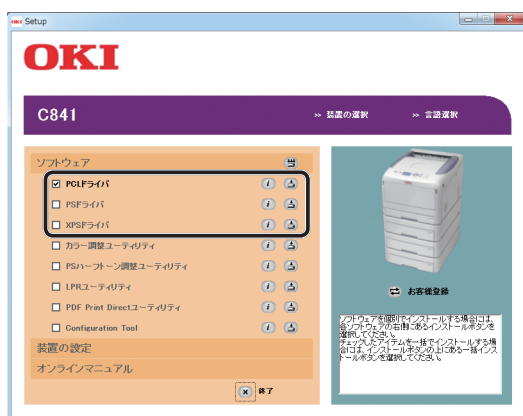 OKI Setup
OKI
C841
>> 装置の選択 >> 言語選択
ソフトウェア
PCLドライバ
PSドライバ
XPSドライバ
カラー調整ユーティリティ
PSハーフトーン調整ユーティリティ
LPRユーティリティ
PDF Print Directユーティリティ
Configuration Tool
装置の設定
オンラインマニュアル
お客様登録
ソフトウェアを個別でインストールする場合には、
各ソフトウェアの右側にあるインストールボタンを
選択してください。
チェックしたアイテムを一括でインストールする場
合には、インストールボタンの上にある一括インス
トールボタンを選択してください。
終了